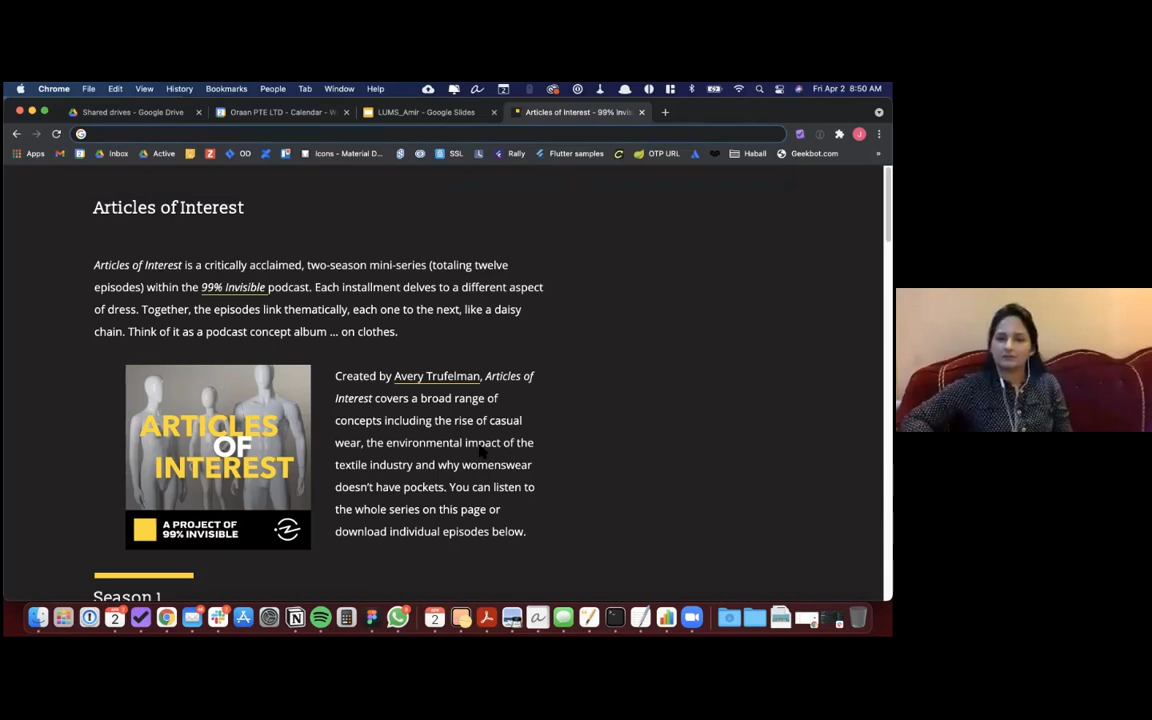 Chrome File Edit View History Bookmarks People Tab Window Help Fri Apr 2 8:50 AM
Shared drives - Google Drive Oraan PTE LTD - Calendar - W LUMS_Amir - Google Slides Articles of Interest - 99% Invis
Apps Inbox Active OD Icons - Material D... SSL Rally Flutter samples OTP URL Haball Geekbot.com »
Articles of Interest
Articles of Interest is a critically acclaimed, two-season mini-series (totaling twelve
episodes) within the 99% Invisible podcast. Each installment delves to a different aspect
of dress. Together, the episodes link thematically, each one to the next, like a daisy
chain. Think of it as a podcast concept album ... on clothes.
ARTICLES
OF
INTEREST
A PROJECT OF
99% INVISIBLE
Created by Avery Trufelman, Articles of
Interest covers a broad range of
concepts including the rise of casual
wear, the environmental impact of the
textile industry and why womenswear
doesn't have pockets. You can listen to
the whole series on this page or
download individual episodes below.
Season 1